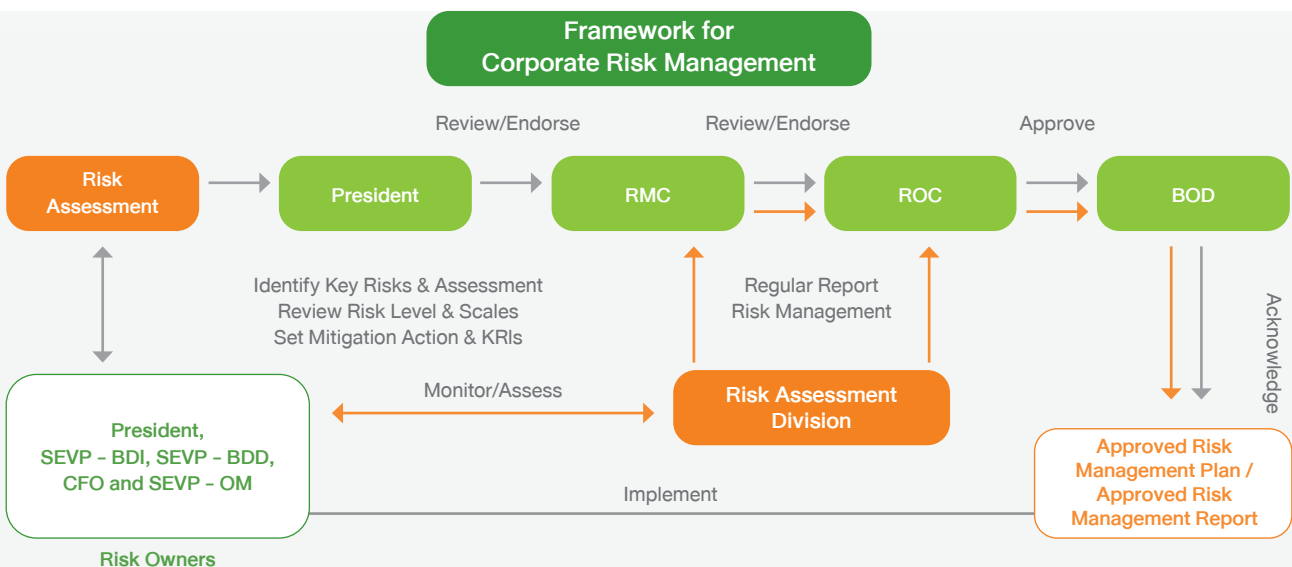 Framework for
Corporate Risk Management
Review/Endorse
Review/Endorse
Approve
Risk
Assessment
President
RMC
ROC
BOD
Identify Key Risks & Assessment
Review Risk Level & Scales
Set Mitigation Action & KRIs
Regular Report
Risk Management
Acknowledge
Monitor/Assess
Risk Assessment
Division
President,
SEVP - BDI, SEVP - BDD,
CFO and SEVP - OM
Approved Risk
Management Plan /
Approved Risk
Management Report
Implement
Risk Owners